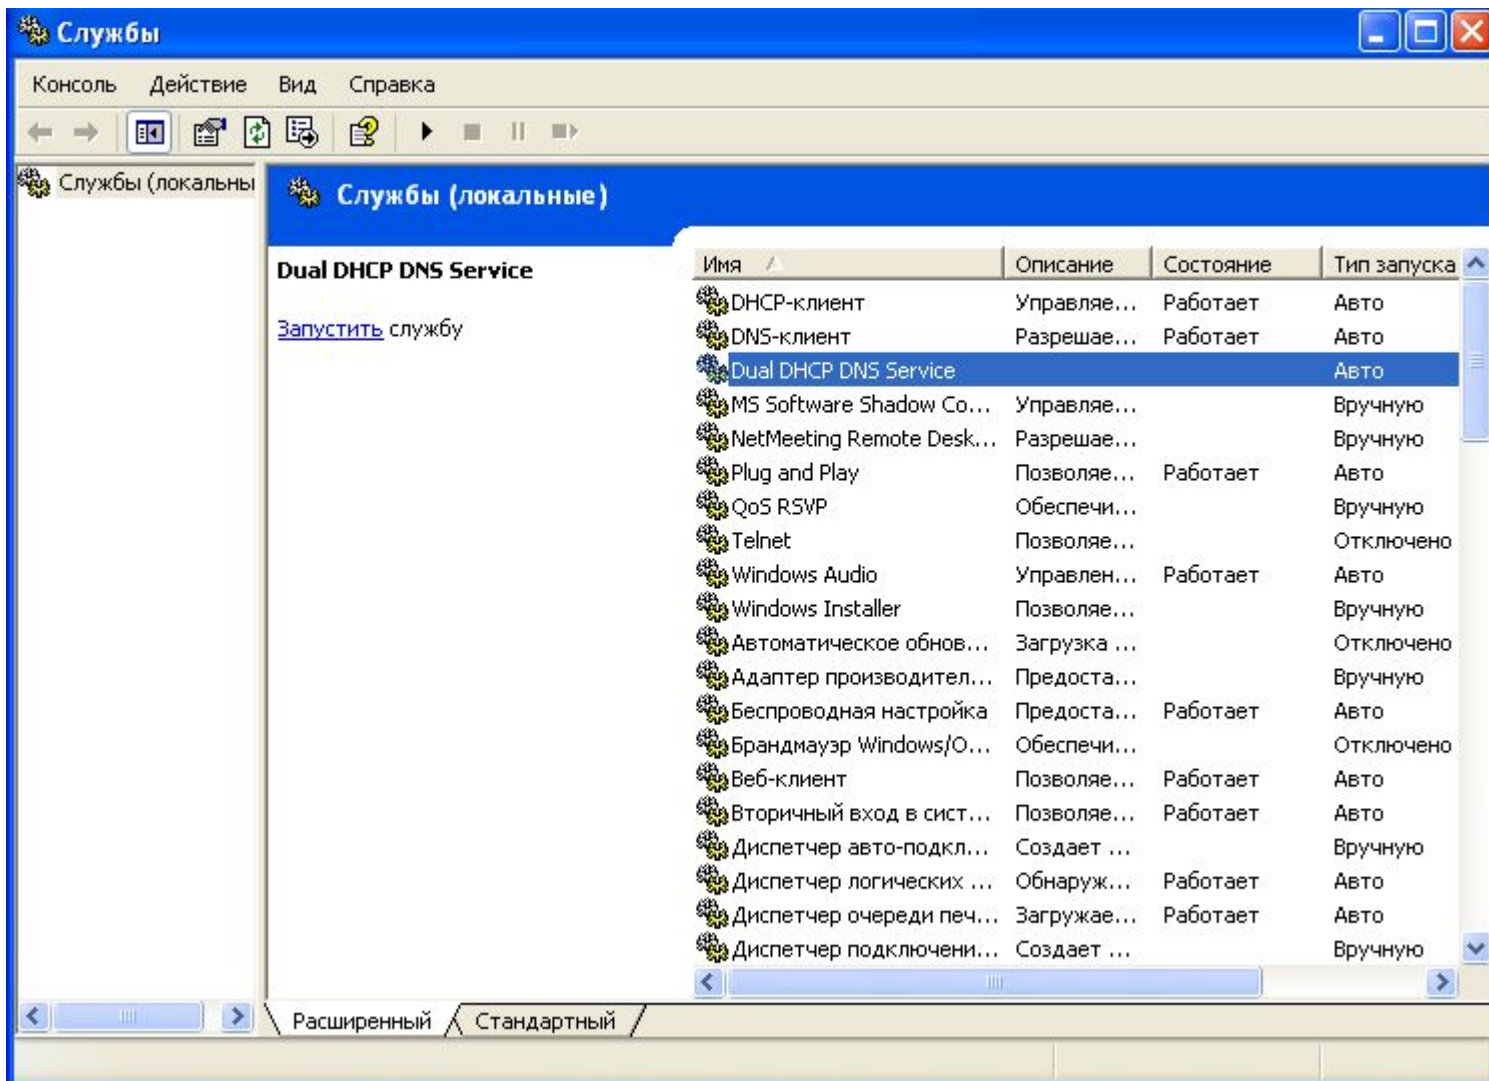 Службы
Консоль Действие Вид Справка
Службы (локальны
Службы (локальные)
Dual DHCP DNS Service
Запустить службу
Имя Описание Состояние Тип запуска
DHCP-клиент Управляе... Работает Авто
DNS-клиент Разрешае... Работает Авто
Dual DHCP DNS Service Авто
MS Software Shadow Co... Управляе... Вручную
NetMeeting Remote Desk... Разрешае... Вручную
Plug and Play Позволяе... Работает Авто
QoS RSVP Обеспечи... Вручную
Telnet Позволяе... Отключено
Windows Audio Управлен... Работает Авто
Windows Installer Позволяе... Вручную
Автоматическое обнов... Загрузка ... Отключено
Адаптер производител... Предоста... Вручную
Беспроводная настройка Предоста... Работает Авто
Брандмауэр Windows/О... Обеспечи... Отключено
Веб-клиент Позволяе... Работает Авто
Вторичный вход в сист... Позволяе... Работает Авто
Диспетчер авто-подкл... Создает ... Вручную
Диспетчер логических ... Обнаруж... Работает Авто
Диспетчер очереди печ... Загружае... Работает Авто
Диспетчер подключени... Создает ... Вручную
Расширенный Стандартный